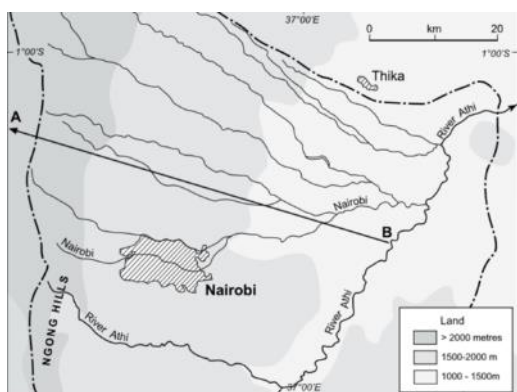 37°00'E
0 km 20
1°00'S
1°00'S
Thika
River Athi
A
Nairobi
B
Nairobi
Nairobi
NGONG HILLS
River Athi
River Athi
37°00'E
Land
> 2000 metres
1500-2000 m
1000 - 1500m